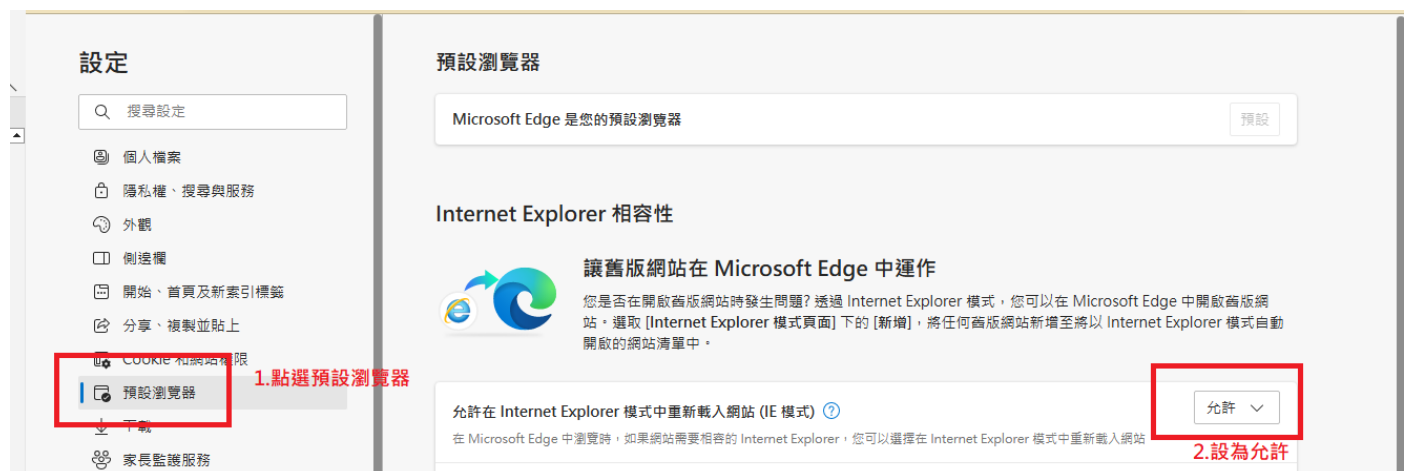 設定
搜尋設定
個人檔案
隱私權、搜尋與服務
外觀
側邊欄
開始、首頁及新索引標籤
分享、複製並貼上
Cookie 和網站權限
預設瀏覽器
下載
家長監護服務
1.點選預設瀏覽器
預設瀏覽器
Microsoft Edge 是您的預設瀏覽器
預設
Internet Explorer 相容性
讓舊版網站在 Microsoft Edge 中運作
您是否在開啟舊版網站時發生問題? 透過 Internet Explorer 模式，您可以在 Microsoft Edge 中開啟舊版網
站。選取 [Internet Explorer 模式頁面] 下的 [新增]，將任何舊版網站新增至將以 Internet Explorer 模式自動
開啟的網站清單中。
允許在 Internet Explorer 模式中重新載入網站 (IE 模式)
允許
在 Microsoft Edge 中瀏覽時，如果網站需要相容的 Internet Explorer，您可以選擇在 Internet Explorer 模式中重新載入網站
2.設為允許